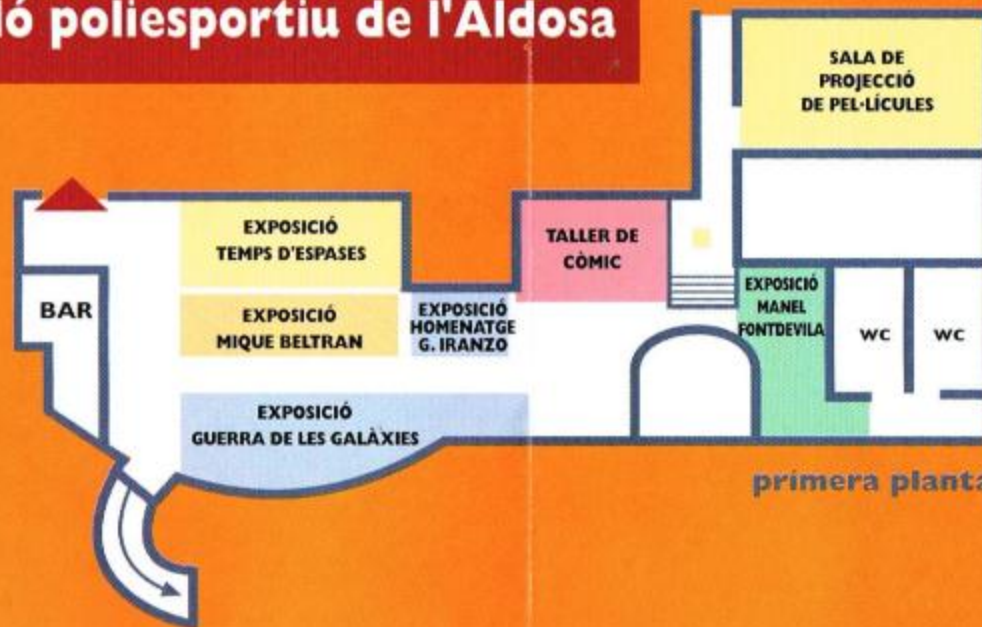 ló poliesportiu de l'Aldosa
SALA DE
PROJECCIÓ
DE PEL·LÍCULES
EXPOSICIÓ
TEMPS D'ESPASES
TALLER DE
CÒMIC
BAR
EXPOSICIÓ
MIQUE BELTRAN
EXPOSICIÓ
HOMENATGE
G. IRANZO
EXPOSICIÓ
MANEL
FONTDEVILA
WC
WC
EXPOSICIÓ
GUERRA DE LES GALÀXIES
primera planta